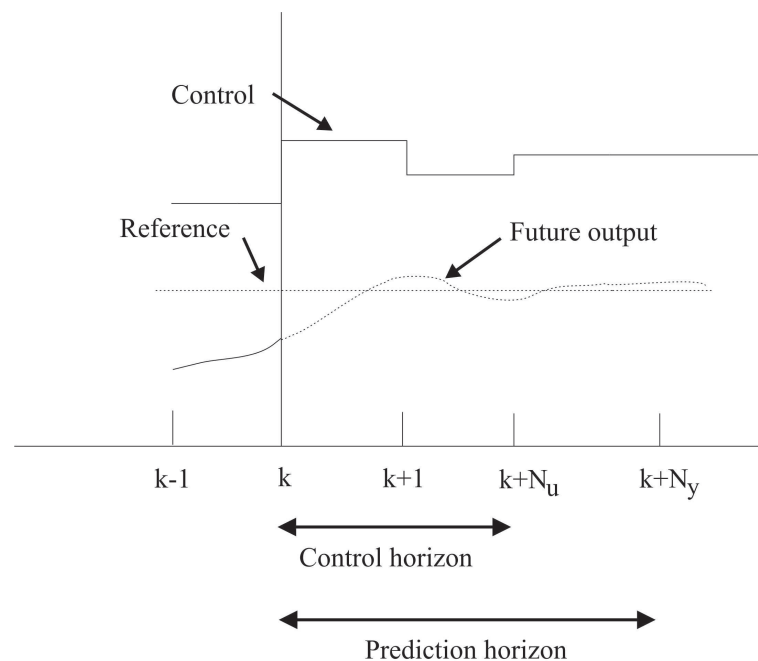 Control
Reference
Future output
k-1 k k+1 k+Nu k+Ny
Control horizon
Prediction horizon